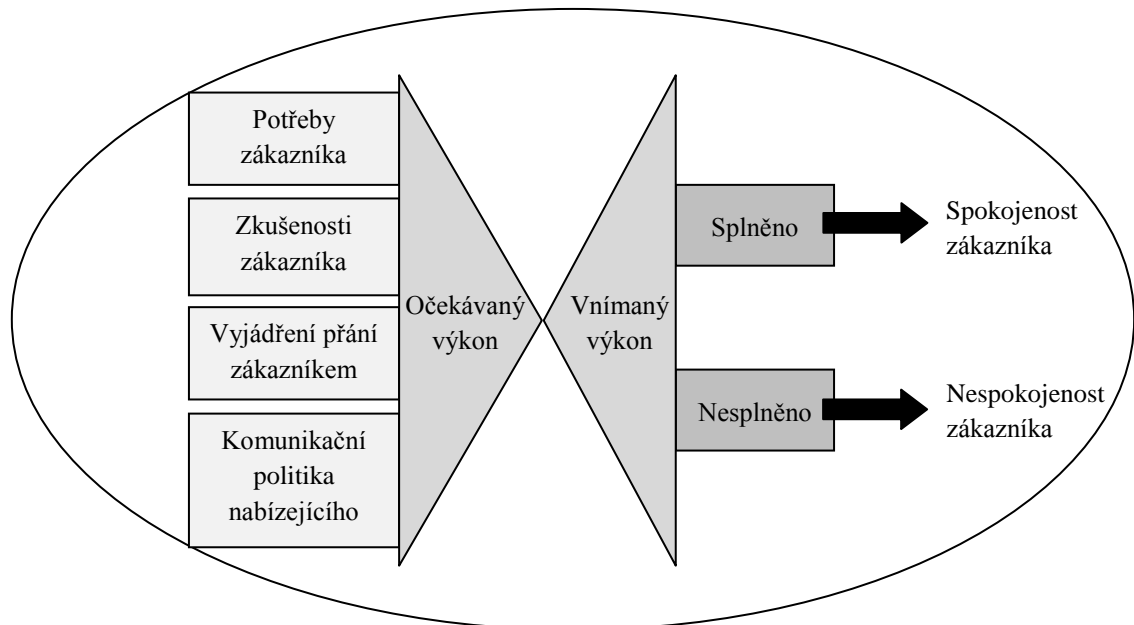 Potřeby
zákazníka
Zkušenosti
zákazníka
Vyjádření přání
zákazníkem
Komunikační
politika
nabízejícího
Očekávaný
výkon
Vnímaný
výkon
Splněno
Spokojenost
zákazníka
Nesplněno
Nespokojenost
zákazníka